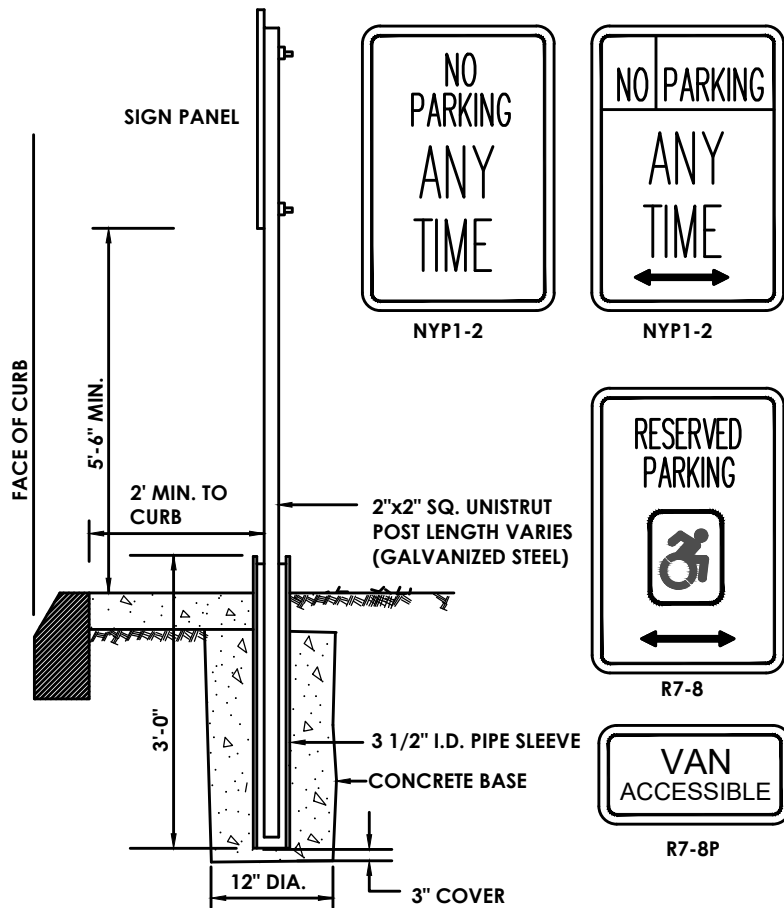 SIGN PANEL
FACE OF CURB
5'-6" MIN.
2' MIN. TO
CURB
2"x2" SQ. UNISTRUT
POST LENGTH VARIES
(GALVANIZED STEEL)
3'-0"
3 1/2" I.D. PIPE SLEEVE
CONCRETE BASE
12" DIA.
3" COVER
NO
PARKING
ANY
TIME
NYP1-2
NO PARKING
ANY
TIME
NYP1-2
RESERVED
PARKING
R7-8
VAN
ACCESSIBLE
R7-8P